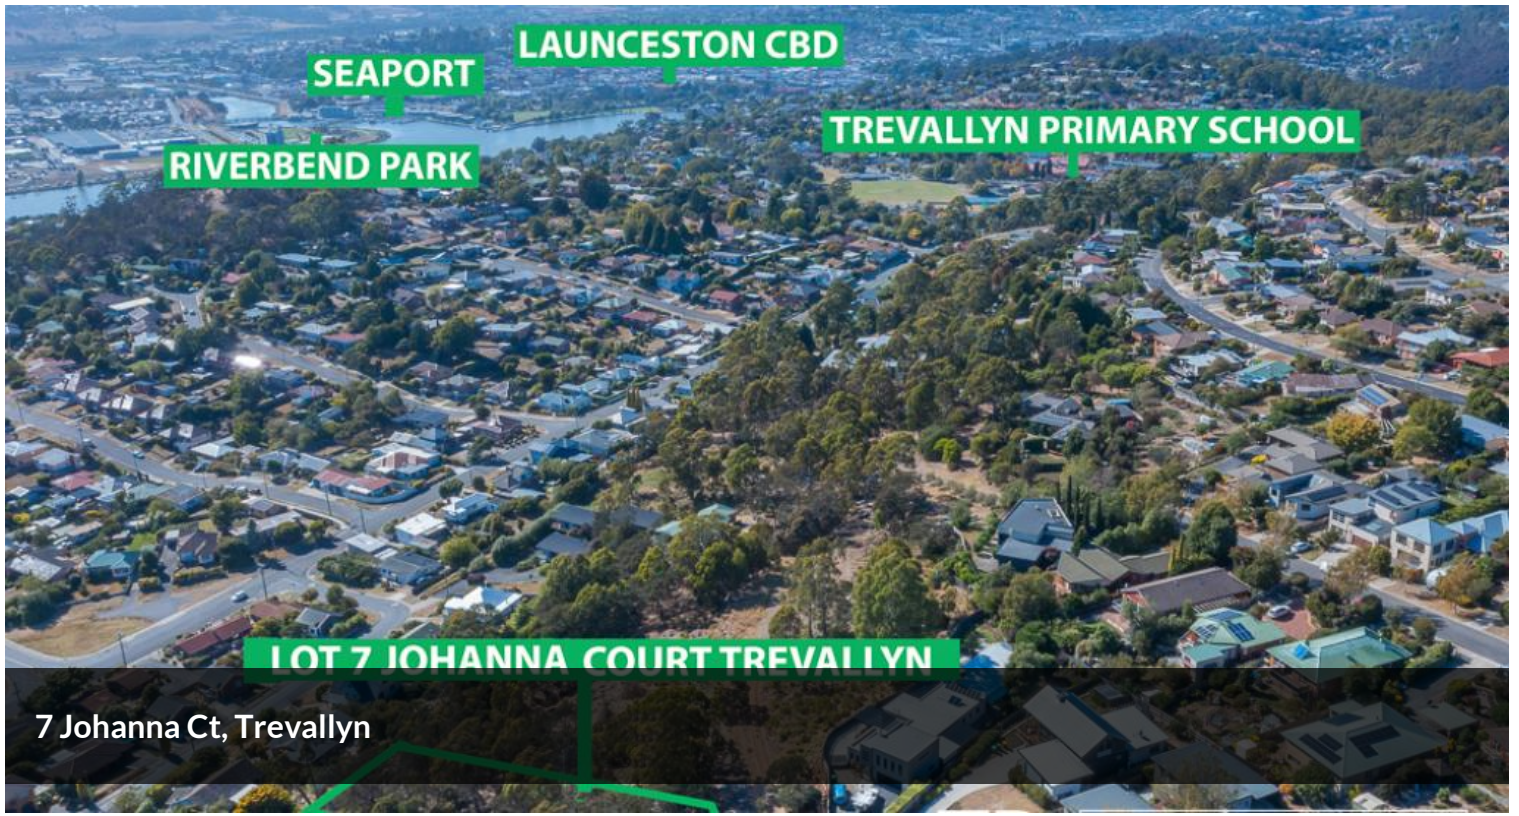 LAUNCESTON CBD
SEAPORT
TREVALLYN PRIMARY SCHOOL
RIVERBEND PARK
LOT 7 JOHANNA COURT TREVALLYN
7 Johanna Ct, Trevallyn